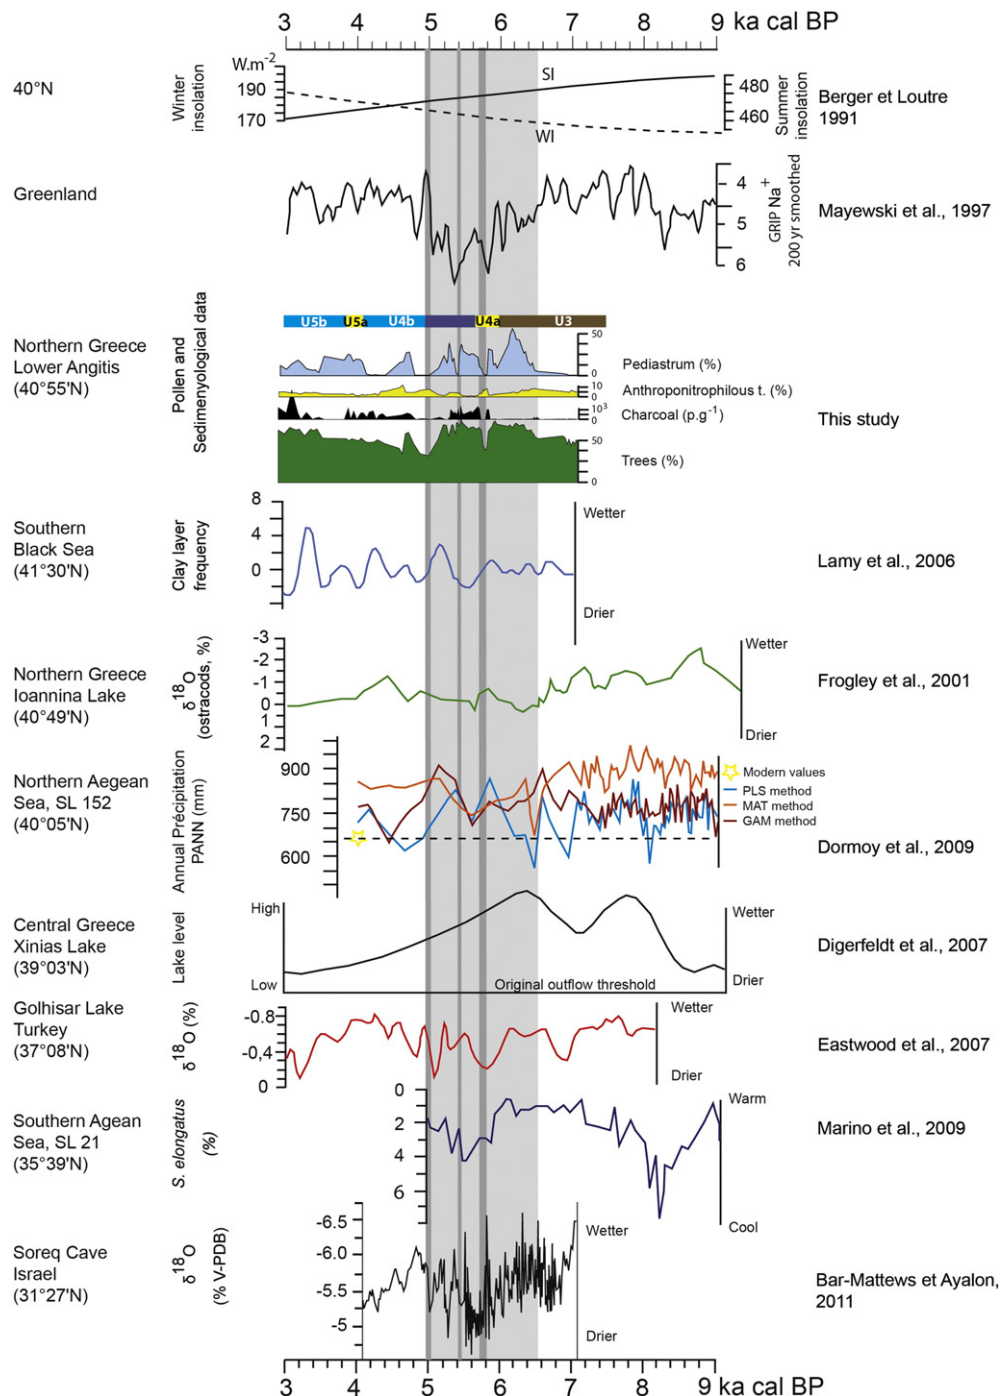 3 4 5 6 7 8 9 ka cal BP
40°N
Winter
insolation
W.m-2
190
170
SI
WI
480
460
Summer
insolation
Berger et Loutre
1991
Greenland
4
5
6
GRIP Na+
200 yr smoothed
Mayewski et al., 1997
Northern Greece
Lower Angitis
(40°55'N)
Pollen and
Sedimenyological data
U5b U5a U4b U4a U3
50
0
Pediastrum (%)
10
0
Anthroponitrophilous t. (%)
10³
0
Charcoal (p.g-1)
50
0
Trees (%)
This study
Southern
Black Sea
(41°30'N)
Clay layer
frequency
8
4
0
Wetter
Drier
Lamy et al., 2006
Northern Greece
Ioannina Lake
(40°49'N)
δ18O
(ostracods, %)
-3
-2
-1
0
1
2
Wetter
Drier
Frogley et al., 2001
Northern Aegean
Sea, SL 152
(40°05'N)
Annual Précipitation
PANN (mm)
900
750
600
Modern values
PLS method
MAT method
GAM method
Dormoy et al., 2009
Central Greece
Xinias Lake
(39°03'N)
Lake level
High
Low
Original outflow threshold
Wetter
Drier
Digerfeldt et al., 2007
Golhisar Lake
Turkey
(37°08'N)
δ18O (%)
-0.8
-0.4
0
Wetter
Drier
Eastwood et al., 2007
Southern Agean
Sea, SL 21
(35°39'N)
S. elongatus
(%)
0
2
4
6
Warm
Cool
Marino et al., 2009
Soreq Cave
Israel
(31°27'N)
δ18O
(% V-PDB)
-6.5
-6.0
-5.5
-5
Wetter
Drier
Bar-Mattews et Ayalon,
2011
3 4 5 6 7 8 9 ka cal BP